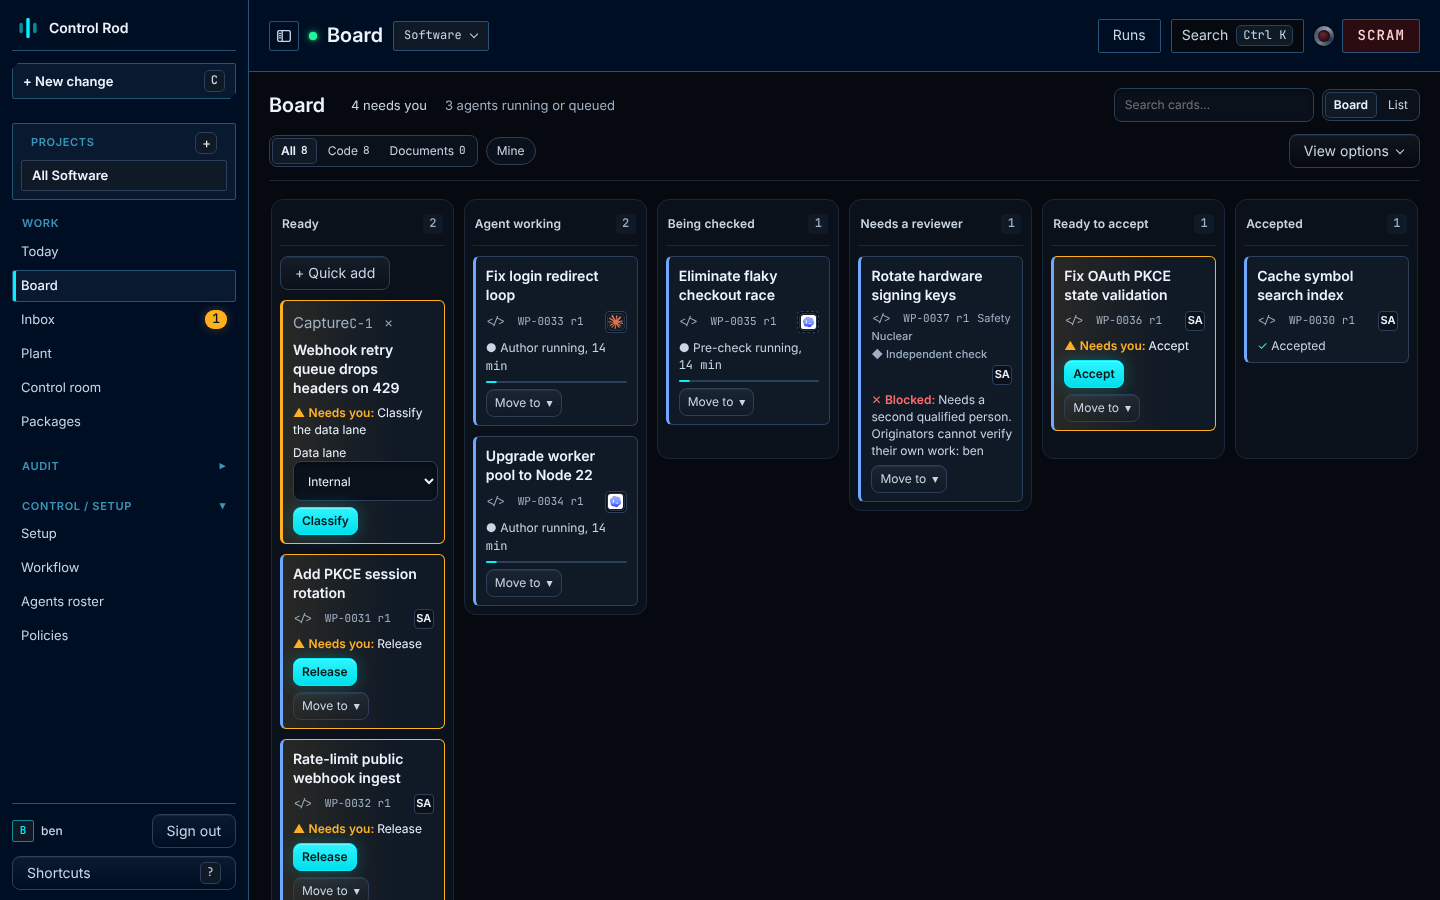 Control Rod
+ New change C
PROJECTS +
All Software
WORK
Today
Board
Inbox 1
Plant
Control room
Packages
AUDIT ▸
CONTROL / SETUP ▾
Setup
Workflow
Agents roster
Policies
B ben Sign out
Shortcuts ?
Board Software
Runs Search Ctrl K SCRAM
Board 4 needs you 3 agents running or queued
Search cards... Board List
All 8 Code 8 Documents 0 Mine
View options
Ready 2
+ Quick add
CaptureC-1 ×
Webhook retry
queue drops
headers on 429
▲ Needs you: Classify
the data lane
Data lane
Internal
Classify
Add PKCE session
rotation
</> WP-0031 r1 SA
▲ Needs you: Release
Release
Move to ▾
Rate-limit public
webhook ingest
</> WP-0032 r1 SA
▲ Needs you: Release
Release
Move to ▾
Agent working 2
Fix login redirect
loop
</> WP-0033 r1
● Author running, 14
min
Move to ▾
Upgrade worker
pool to Node 22
</> WP-0034 r1
● Author running, 14
min
Move to ▾
Being checked 1
Eliminate flaky
checkout race
</> WP-0035 r1
● Pre-check running,
14 min
Move to ▾
Needs a reviewer 1
Rotate hardware
signing keys
</> WP-0037 r1 Safety
Nuclear
◆ Independent check
SA
✕ Blocked: Needs a
second qualified person.
Originators cannot verify
their own work: ben
Move to ▾
Ready to accept 1
Fix OAuth PKCE
state validation
</> WP-0036 r1 SA
▲ Needs you: Accept
Accept
Move to ▾
Accepted 1
Cache symbol
search index
</> WP-0030 r1 SA
✓ Accepted